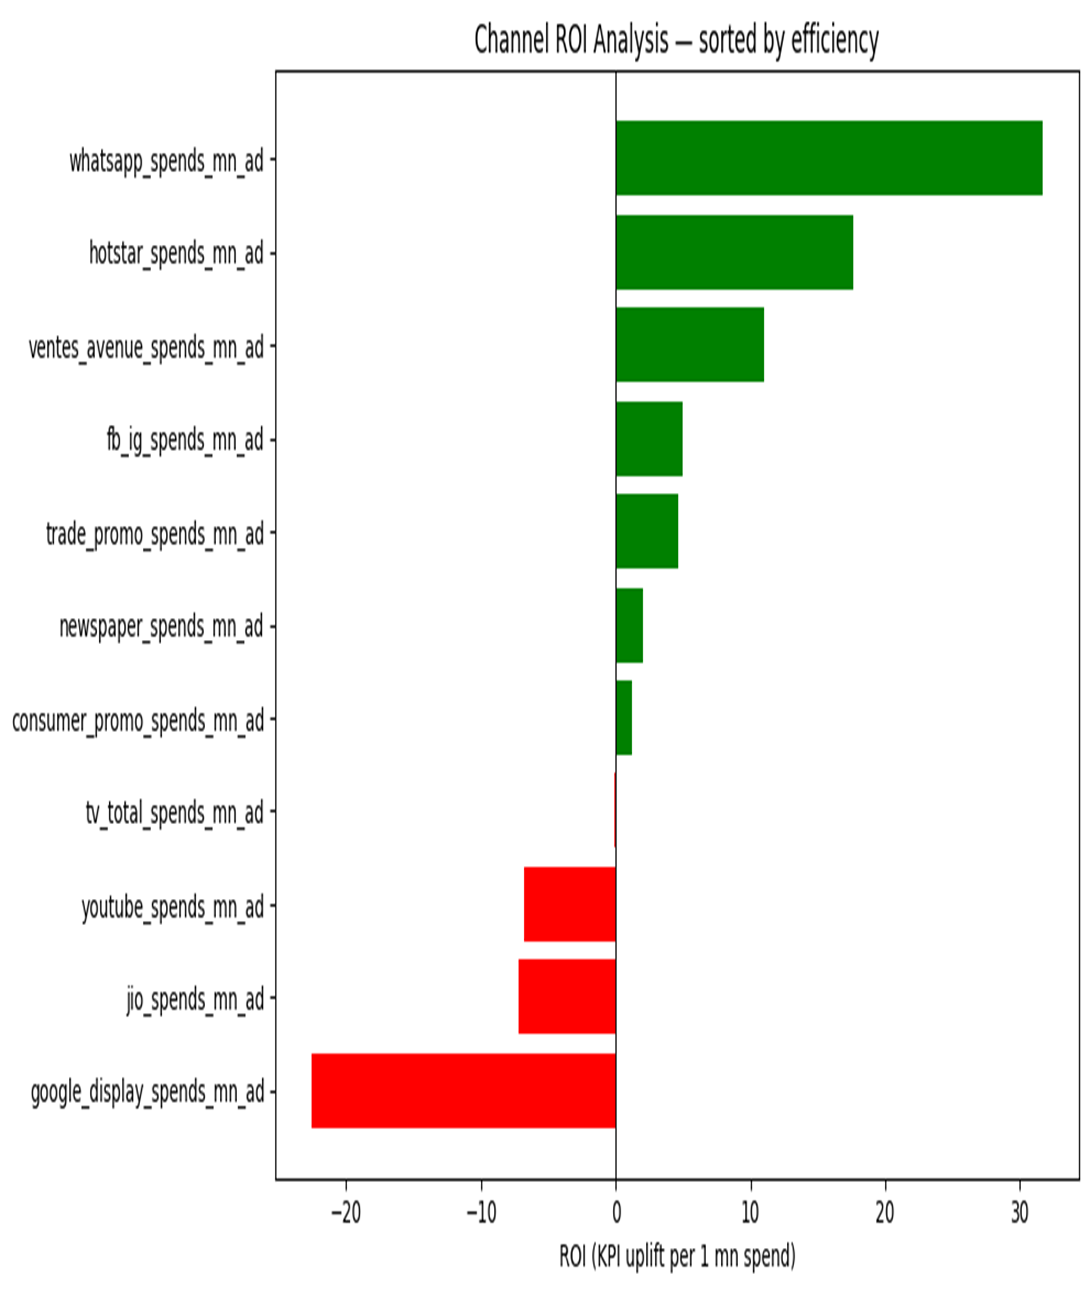 Channel ROI Analysis — sorted by efficiency
whatsapp_spends_mn_ad
hotstar_spends_mn_ad
ventes_avenue_spends_mn_ad
fb_ig_spends_mn_ad
trade_promo_spends_mn_ad
newspaper_spends_mn_ad
consumer_promo_spends_mn_ad
tv_total_spends_mn_ad
youtube_spends_mn_ad
jio_spends_mn_ad
google_display_spends_mn_ad
−20 −10 0 10 20 30
ROI (KPI uplift per 1 mn spend)